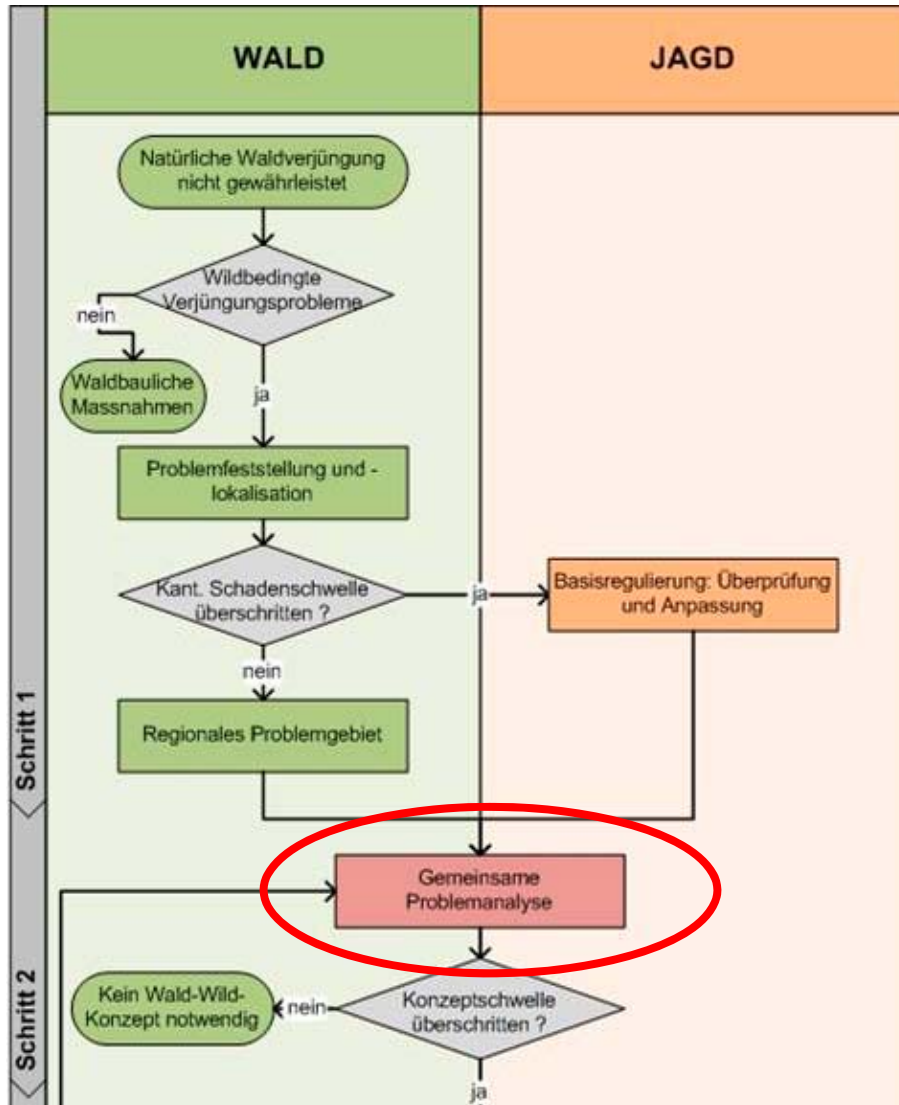 WALD
JAGD
Natürliche Waldverjüngung
nicht gewährleistet
Wildbedingte
Verjüngungsprobleme
nein
Waldbauliche
Massnahmen
ja
Problemfeststellung und -
lokalisation
Kant. Schadenschwelle
überschritten ?
ja
Basisregulierung: Überprüfung
und Anpassung
nein
Regionales Problemgebiet
Schritt 1
Gemeinsame
Problemanalyse
Schritt 2
Kein Wald-Wild-
Konzept notwendig
nein
Konzeptschwelle
überschritten ?
ja